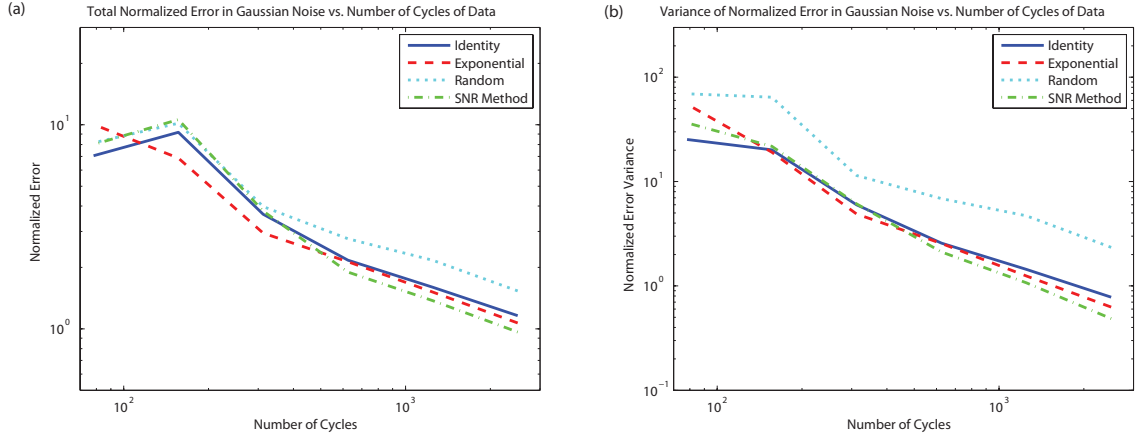 (a)
Total Normalized Error in Gaussian Noise vs. Number of Cycles of Data
Identity
Exponential
Random
SNR Method
Normalized Error
10^1
10^0
10^2
10^3
Number of Cycles
(b)
Variance of Normalized Error in Gaussian Noise vs. Number of Cycles of Data
Identity
Exponential
Random
SNR Method
Normalized Error Variance
10^2
10^1
10^0
10^-1
10^2
10^3
Number of Cycles